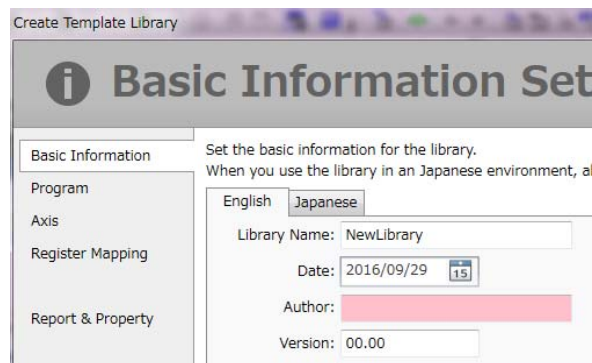 Create Template Library
Basic Information Set
Basic Information
Program
Axis
Register Mapping
Report & Property
Set the basic information for the library.
When you use the library in an Japanese environment, al
English Japanese
Library Name: NewLibrary
Date: 2016/09/29 15
Author:
Version: 00.00